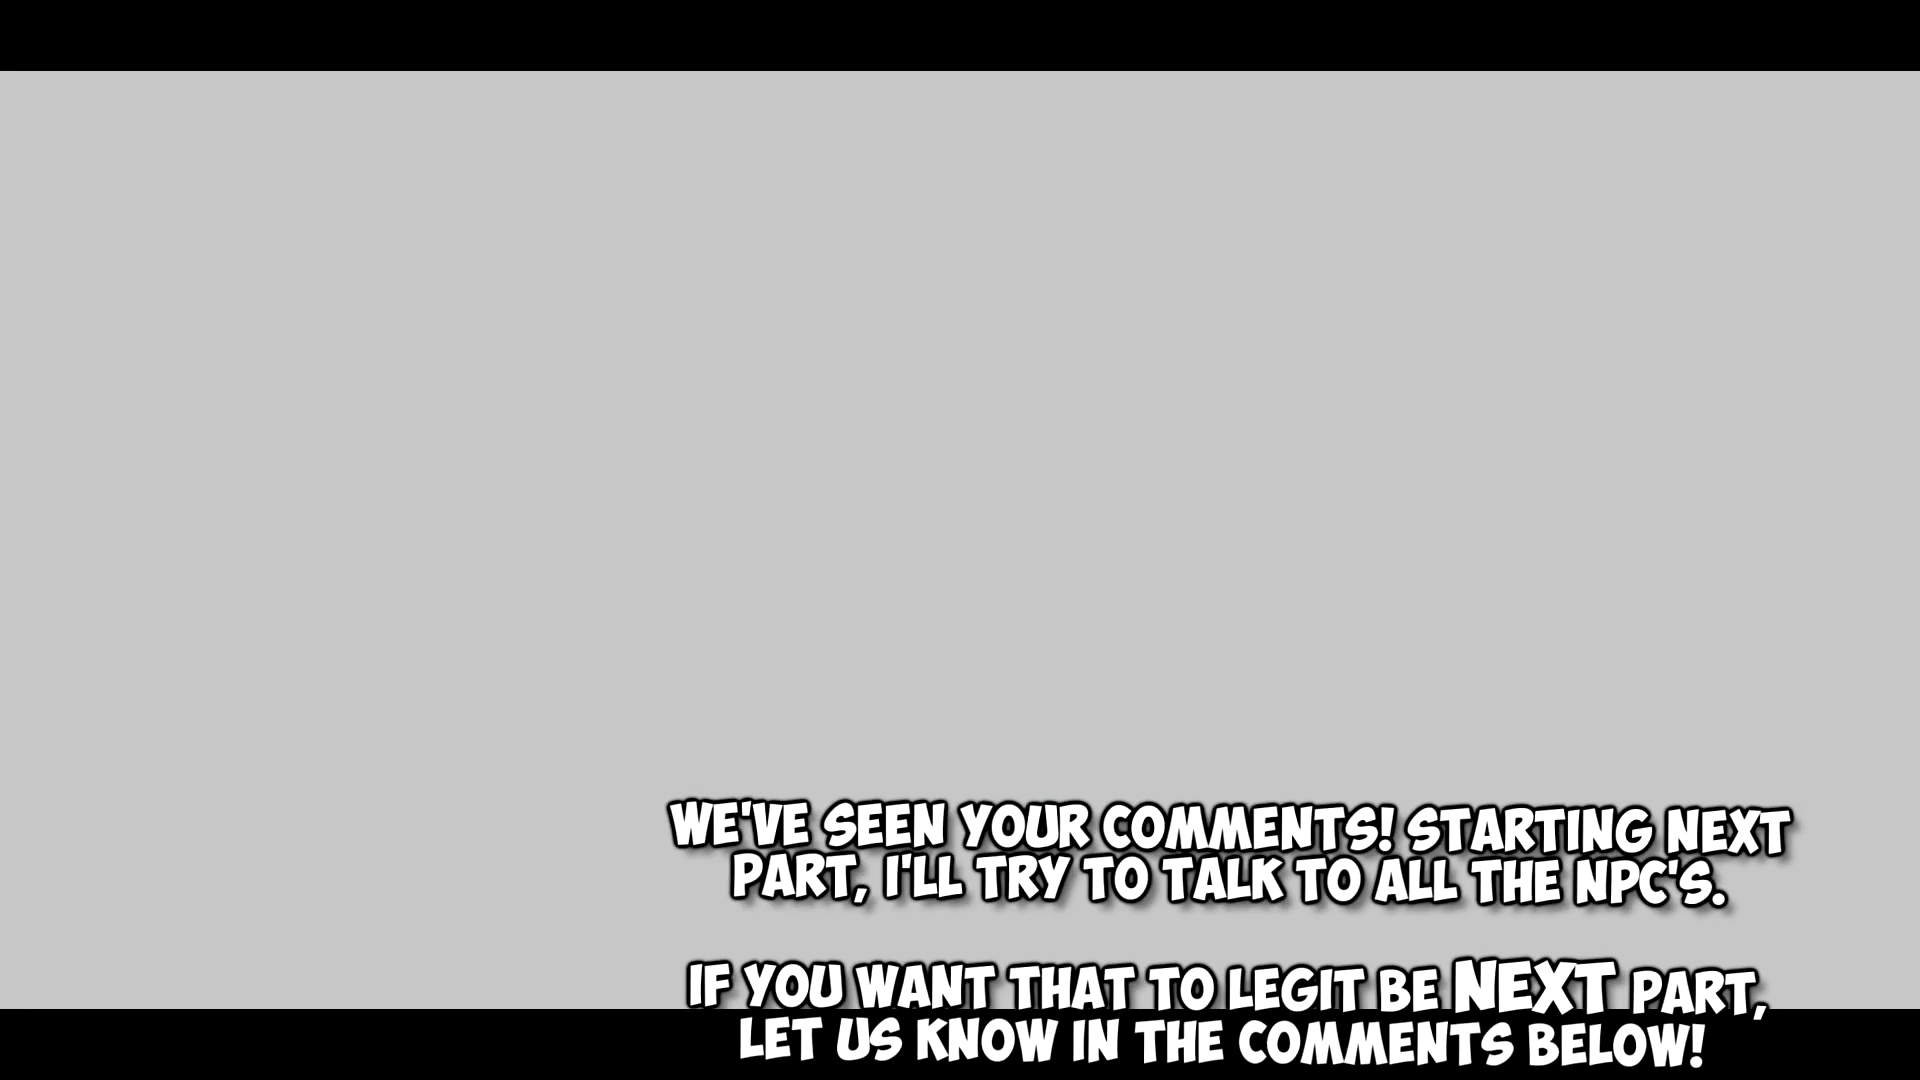 WE'VE SEEN YOUR COMMENTS! STARTING NEXT
PART, I'LL TRY TO TALK TO ALL THE NPC'S.
IF YOU WANT THAT TO LEGIT BE NEXT PART,
LET US KNOW IN THE COMMENTS BELOW!